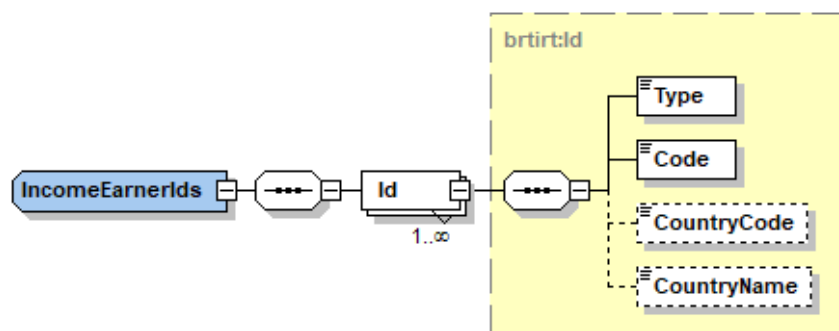 brtirt:Id
Type
Code
IncomeEarnerIds
Id
1..∞
CountryCode
CountryName